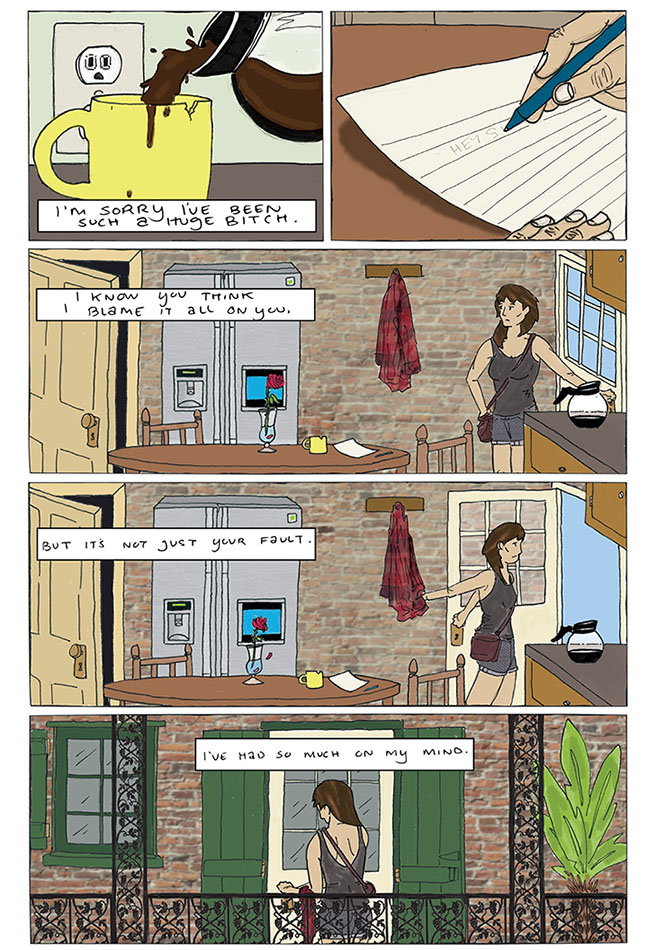 I'M SORRY I'VE BEEN
SUCH A HUGE BITCH.
HEY S
I KNOW YOU THINK
I BLAME IT ALL ON YOU,
BUT IT'S NOT JUST YOUR FAULT.
I'VE HAD SO MUCH ON MY MIND.